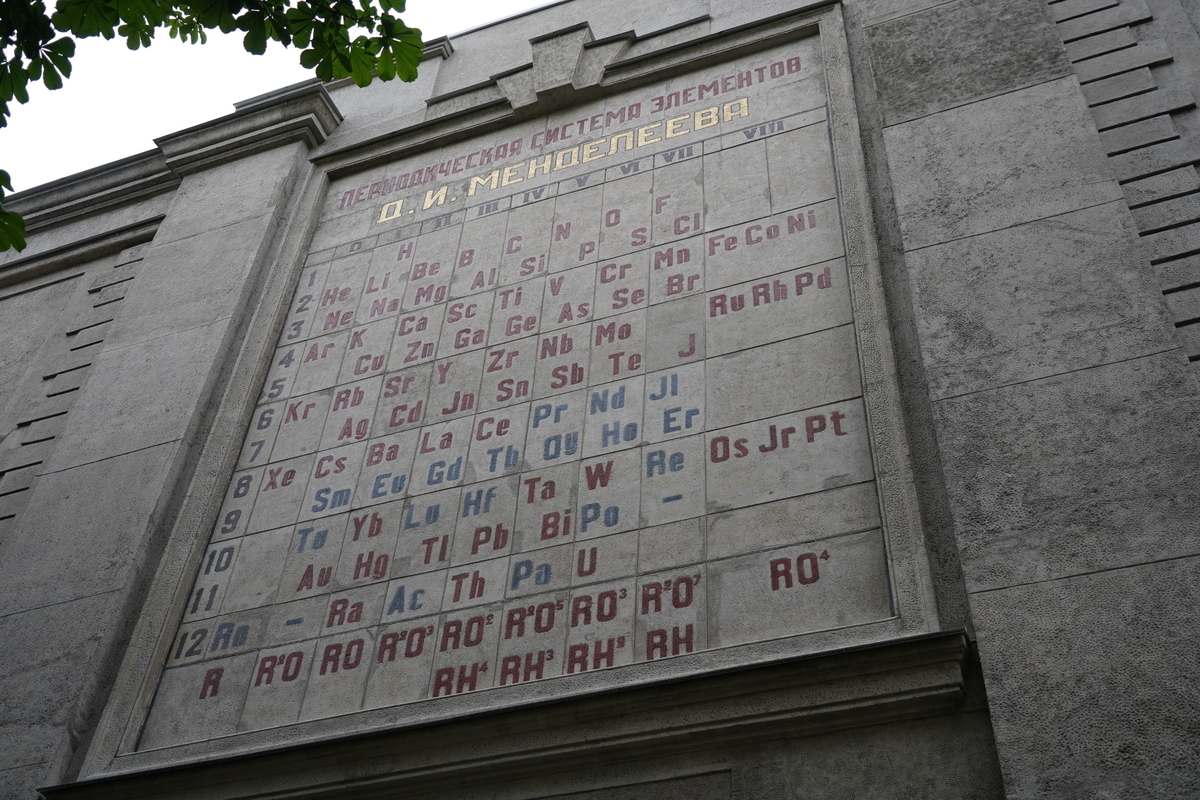 ПЕРИОДИЧЕСКАЯ СИСТЕМА ЭЛЕМЕНТОВ
Д. И. МЕНДЕЛЕЕВА
0 I II III IV V VI VII VIII
1 – H
2 He Li Be B C N O F
3 Ne Na Mg Al Si P S Cl
4 Ar K Ca Sc Ti V Cr Mn Fe Co Ni
5 Cu Zn Ga Ge As Se Br
6 Kr Rb Sr Y Zr Nb Mo Ru Rh Pd
7 Ag Cd Jn Sn Sb Te J
8 Xe Cs Ba La Ce Pr Nd Jl
9 Sm Eu Gd Tb Dy Ho Er
10 Tu Yb Lu Hf Ta W Re Os Jr Pt
11 Au Hg Tl Pb Bi Po –
12 Rn – Ra Ac Th Pa U
R R²O RO R²O³ RO² R²O⁵ RO³ R²O⁷ RO⁴
RH⁴ RH³ RH² RH